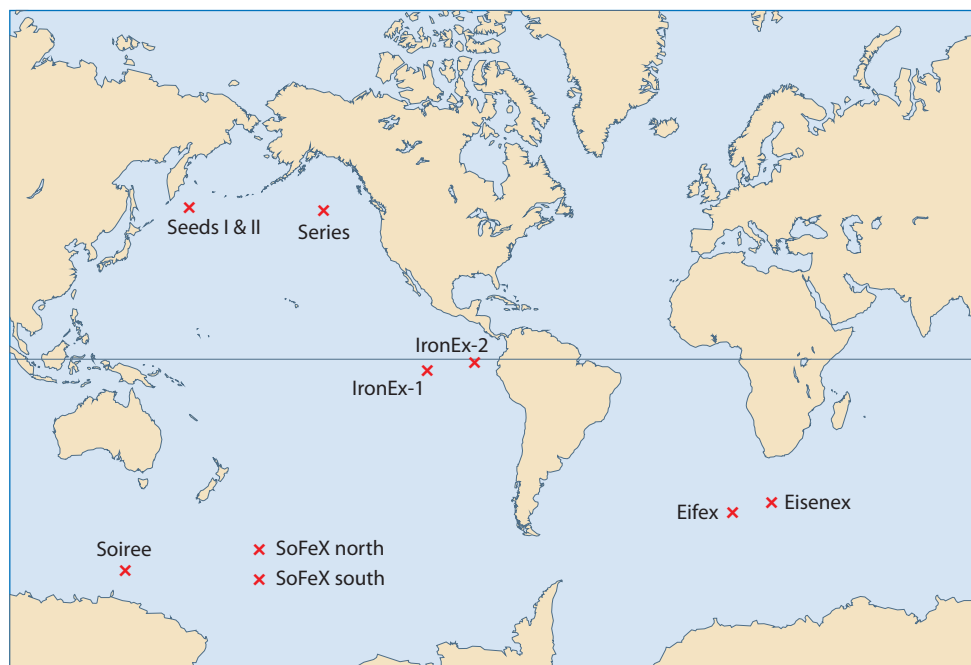 Seeds I & II
Series
IronEx-2
IronEx-1
Eifex
Eisenex
Soiree
SoFeX north
SoFeX south